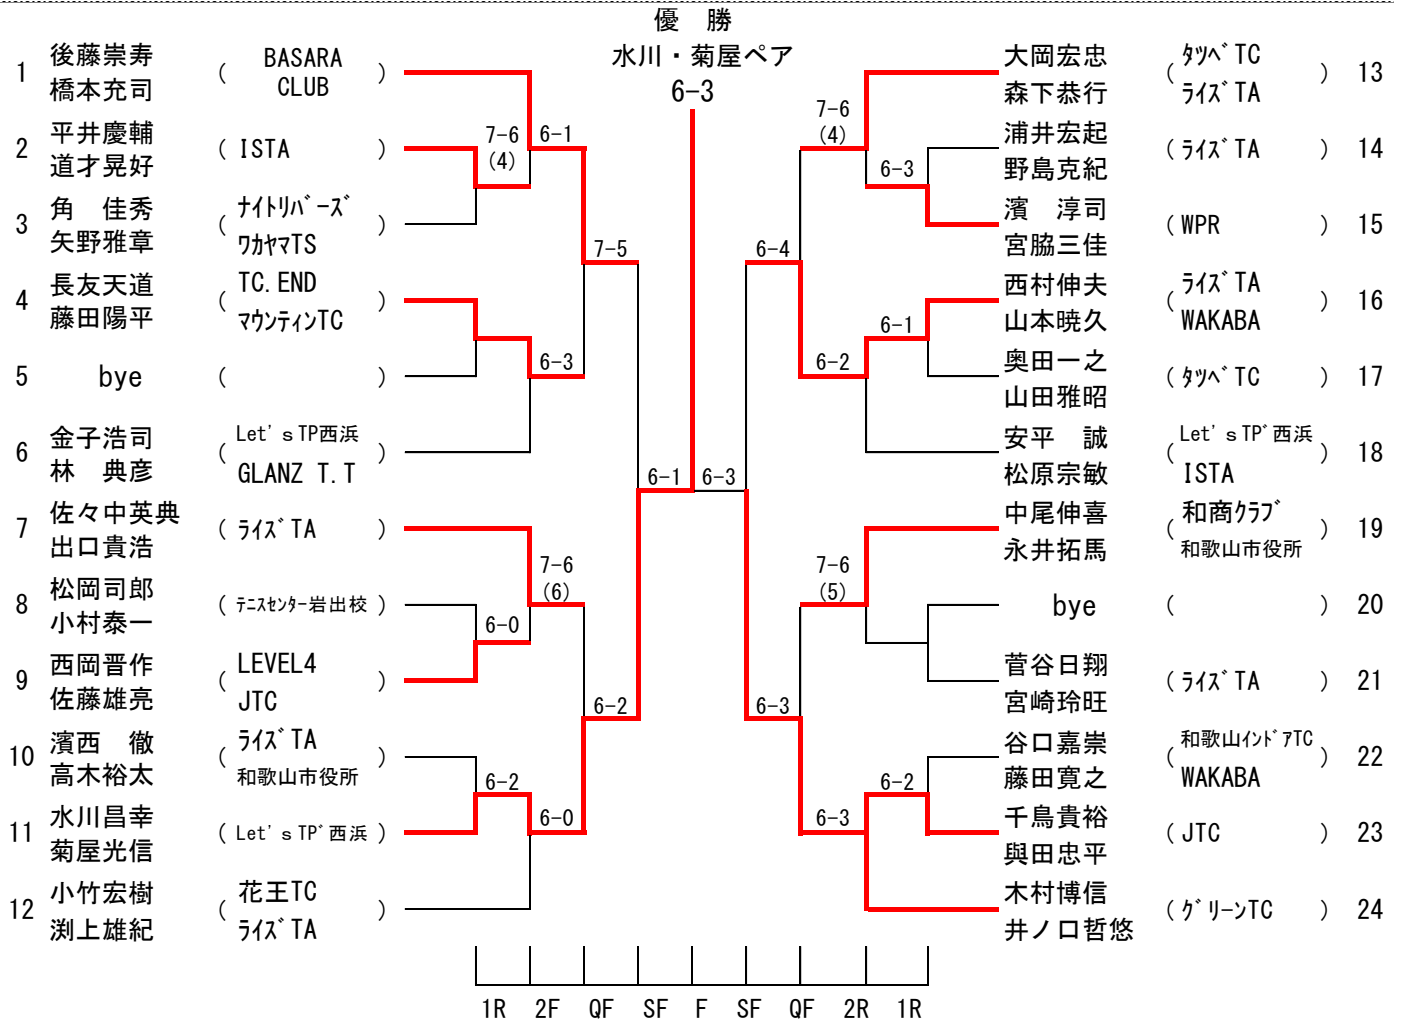 優　勝
水川・菊屋ペア
6-3
1 後藤崇寿 橋本充司 ( BASARA CLUB )
2 平井慶輔 道才晃好 ( ISTA )
3 角　佳秀 矢野雅章 ( ﾅｲﾄﾘﾊﾞｰｽﾞ ﾜｶﾔﾏTS )
4 長友天道 藤田陽平 ( TC.END ﾏｳﾝﾃｨﾝTC )
5 bye ( )
6 金子浩司 林　典彦 ( Let's TP西浜 GLANZ T.T )
7 佐々中英典 出口貴浩 ( ﾗｲｽﾞTA )
8 松岡司郎 小村泰一 ( ﾃﾆｽｾﾝﾀｰ岩出校 )
9 西岡晋作 佐藤雄亮 ( LEVEL4 JTC )
10 濱西　徹 高木裕太 ( ﾗｲｽﾞTA 和歌山市役所 )
11 水川昌幸 菊屋光信 ( Let's TPﾞ西浜 )
12 小竹宏樹 渕上雄紀 ( 花王TC ﾗｲｽﾞTA )
7-6 (4)
6-1
7-5
6-3
6-1
7-6 (6)
6-0
6-2
6-2
6-0
大岡宏忠 森下恭行 ( ﾀﾂﾍﾞTC ﾗｲｽﾞTA ) 13
浦井宏起 野島克紀 ( ﾗｲｽﾞTA ) 14
濱　淳司 宮脇三佳 ( WPR ) 15
西村伸夫 山本暁久 ( ﾗｲｽﾞTA WAKABA ) 16
奥田一之 山田雅昭 ( ﾀﾂﾍﾞTC ) 17
安平　誠 松原宗敏 ( Let's TPﾞ西浜 ISTA ) 18
中尾伸喜 永井拓馬 ( 和商ｸﾗﾌﾞ 和歌山市役所 ) 19
bye ( ) 20
菅谷日翔 宮崎玲旺 ( ﾗｲｽﾞTA ) 21
谷口嘉崇 藤田寛之 ( 和歌山ｲﾝﾄﾞｱTC WAKABA ) 22
千鳥貴裕 與田忠平 ( JTC ) 23
木村博信 井ノ口哲悠 ( ｸﾞﾘｰﾝTC ) 24
7-6 (4)
6-3
6-4
6-1
6-2
6-3
7-6 (5)
6-3
6-2
6-3
1R 2F QF SF F SF QF 2R 1R